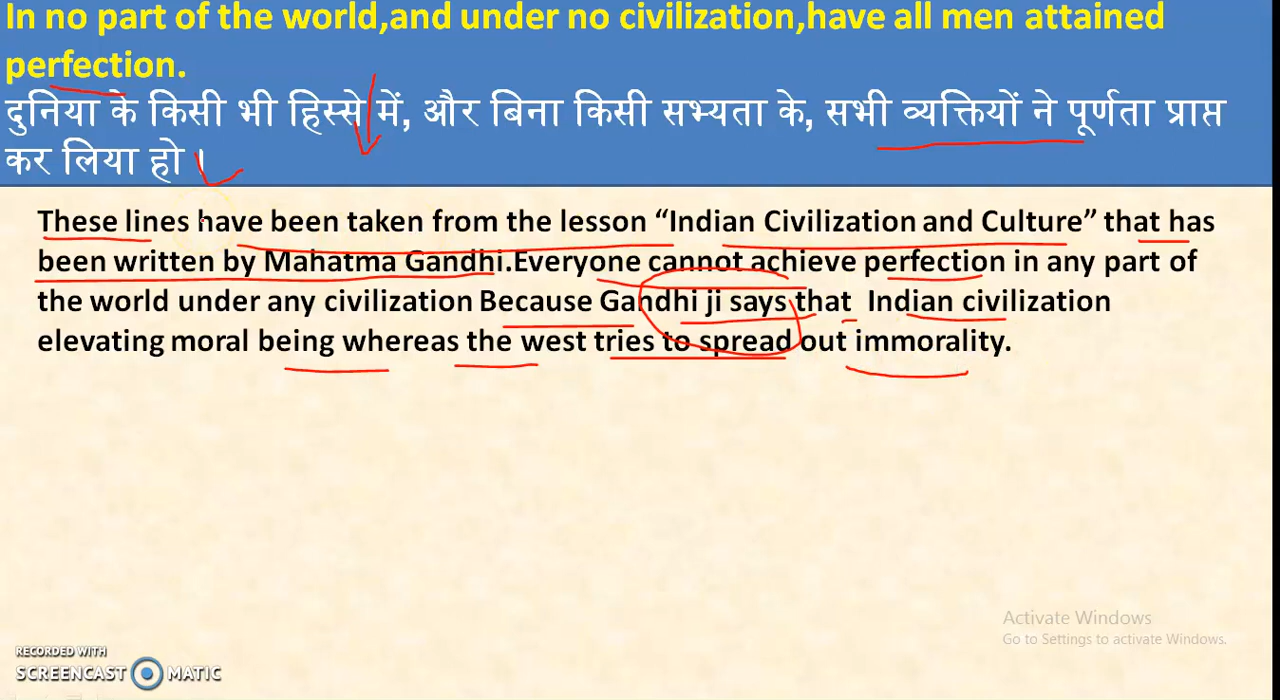 In no part of the world,and under no civilization,have all men attained
perfection.
दुनिया के किसी भी हिस्से में, और बिना किसी सभ्यता के, सभी व्यक्तियों ने पूर्णता प्राप्त
कर लिया हो ।
These lines have been taken from the lesson “Indian Civilization and Culture” that has
been written by Mahatma Gandhi.Everyone cannot achieve perfection in any part of
the world under any civilization Because Gandhi ji says that Indian civilization
elevating moral being whereas the west tries to spread out immorality.
Activate Windows
Go to Settings to activate Windows.
RECORDED WITH
SCREENCAST MATIC